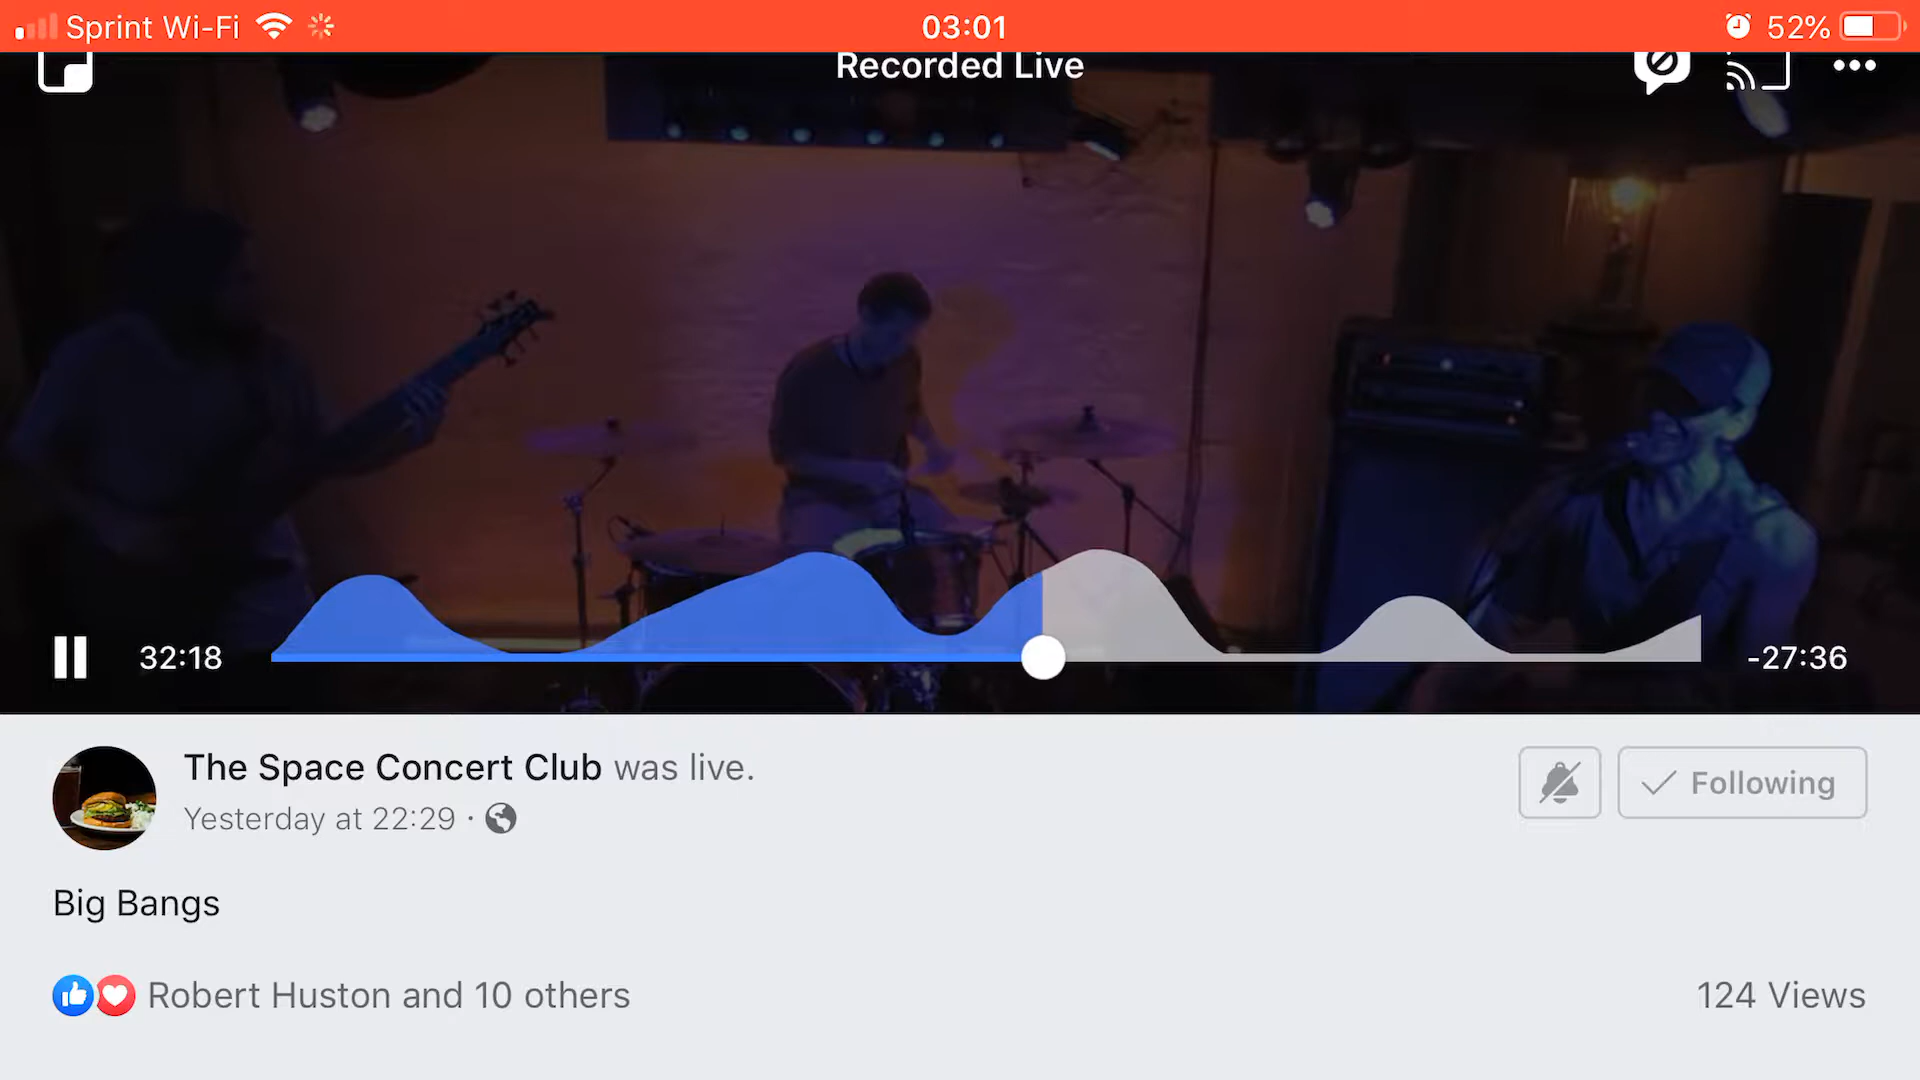 Sprint Wi-Fi
03:01
52%
Recorded Live
32:18
-27:36
The Space Concert Club was live.
Following
Yesterday at 22:29 ·
Big Bangs
Robert Huston and 10 others
124 Views